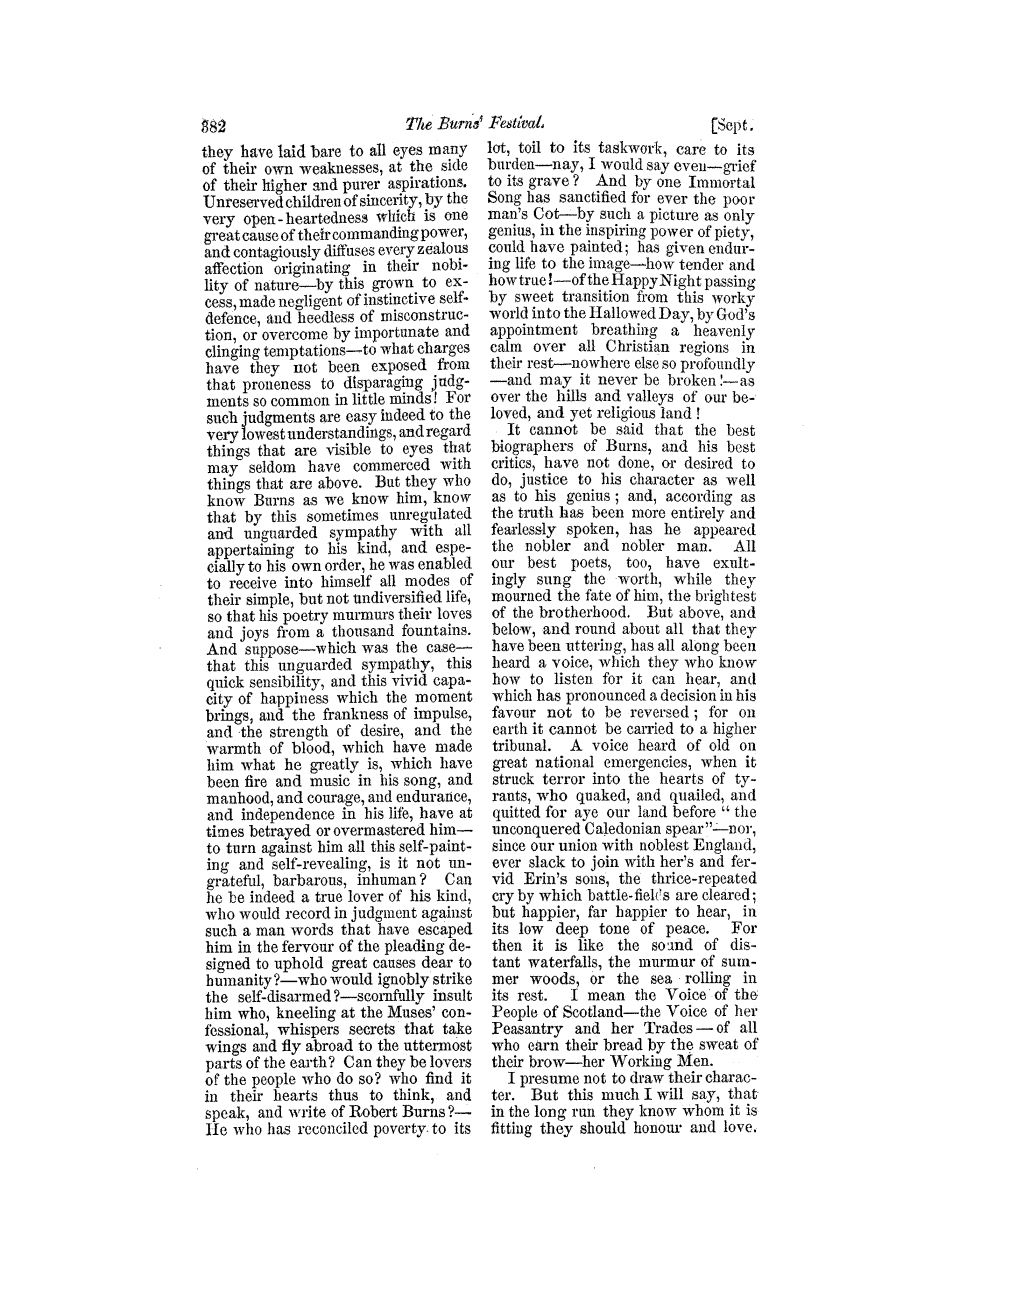 382 The Burns' Festival. [Sept.
they have laid bare to all eyes many
of their own weaknesses, at the side
of their higher and purer aspirations.
Unreserved children of sincerity, by the
very open-heartedness which is one
great cause of their commanding power,
and contagiously diffuses every zealous
affection originating in their nobi-
lity of nature—by this grown to ex-
cess, made negligent of instinctive self-
defence, and heedless of misconstruc-
tion, or overcome by importunate and
clinging temptations—to what charges
have they not been exposed from
that proneness to disparaging judg-
ments so common in little minds! For
such judgments are easy indeed to the
very lowest understandings, and regard
things that are visible to eyes that
may seldom have commerced with
things that are above. But they who
know Burns as we know him, know
that by this sometimes unregulated
and unguarded sympathy with all
appertaining to his kind, and espe-
cially to his own order, he was enabled
to receive into himself all modes of
their simple, but not undiversified life,
so that his poetry murmurs their loves
and joys from a thousand fountains.
And suppose—which was the case—
that this unguarded sympathy, this
quick sensibility, and this vivid capa-
city of happiness which the moment
brings, and the frankness of impulse,
and the strength of desire, and the
warmth of blood, which have made
him what he greatly is, which have
been fire and music in his song, and
manhood, and courage, and endurance,
and independence in his life, have at
times betrayed or overmastered him—
to turn against him all this self-paint-
ing and self-revealing, is it not un-
grateful, barbarous, inhuman? Can
he be indeed a true lover of his kind,
who would record in judgment against
such a man words that have escaped
him in the fervour of the pleading de-
signed to uphold great causes dear to
humanity?—who would ignobly strike
the self-disarmed?—scornfully insult
him who, kneeling at the Muses' con-
fessional, whispers secrets that take
wings and fly abroad to the uttermost
parts of the earth? Can they be lovers
of the people who do so? who find it
in their hearts thus to think, and
speak, and write of Robert Burns?—
He who has reconciled poverty to its
lot, toil to its taskwork, care to its
burden—nay, I would say even—grief
to its grave? And by one Immortal
Song has sanctified for ever the poor
man's Cot—by such a picture as only
genius, in the inspiring power of piety,
could have painted; has given endur-
ing life to the image—how tender and
how true!—of the Happy Night passing
by sweet transition from this worky
world into the Hallowed Day, by God's
appointment breathing a heavenly
calm over all Christian regions in
their rest—nowhere else so profoundly
—and may it never be broken!—as
over the hills and valleys of our be-
loved, and yet religious land!
It cannot be said that the best
biographers of Burns, and his best
critics, have not done, or desired to
do, justice to his character as well
as to his genius; and, according as
the truth has been more entirely and
fearlessly spoken, has he appeared
the nobler and nobler man. All
our best poets, too, have exult-
ingly sung the worth, while they
mourned the fate of him, the brightest
of the brotherhood. But above, and
below, and round about all that they
have been uttering, has all along been
heard a voice, which they who know
how to listen for it can hear, and
which has pronounced a decision in his
favour not to be reversed; for on
earth it cannot be carried to a higher
tribunal. A voice heard of old on
great national emergencies, when it
struck terror into the hearts of ty-
rants, who quaked, and quailed, and
quitted for aye our land before "the
unconquered Caledonian spear"—nor,
since our union with noblest England,
ever slack to join with her's and fer-
vid Erin's sons, the thrice-repeated
cry by which battle-fields are cleared;
but happier, far happier to hear, in
its low deep tone of peace. For
then it is like the sound of dis-
tant waterfalls, the murmur of sum-
mer woods, or the sea rolling in
its rest. I mean the Voice of the
People of Scotland—the Voice of her
Peasantry and her Trades—of all
who earn their bread by the sweat of
their brow—her Working Men.
I presume not to draw their charac-
ter. But this much I will say, that
in the long run they know whom it is
fitting they should honour and love.